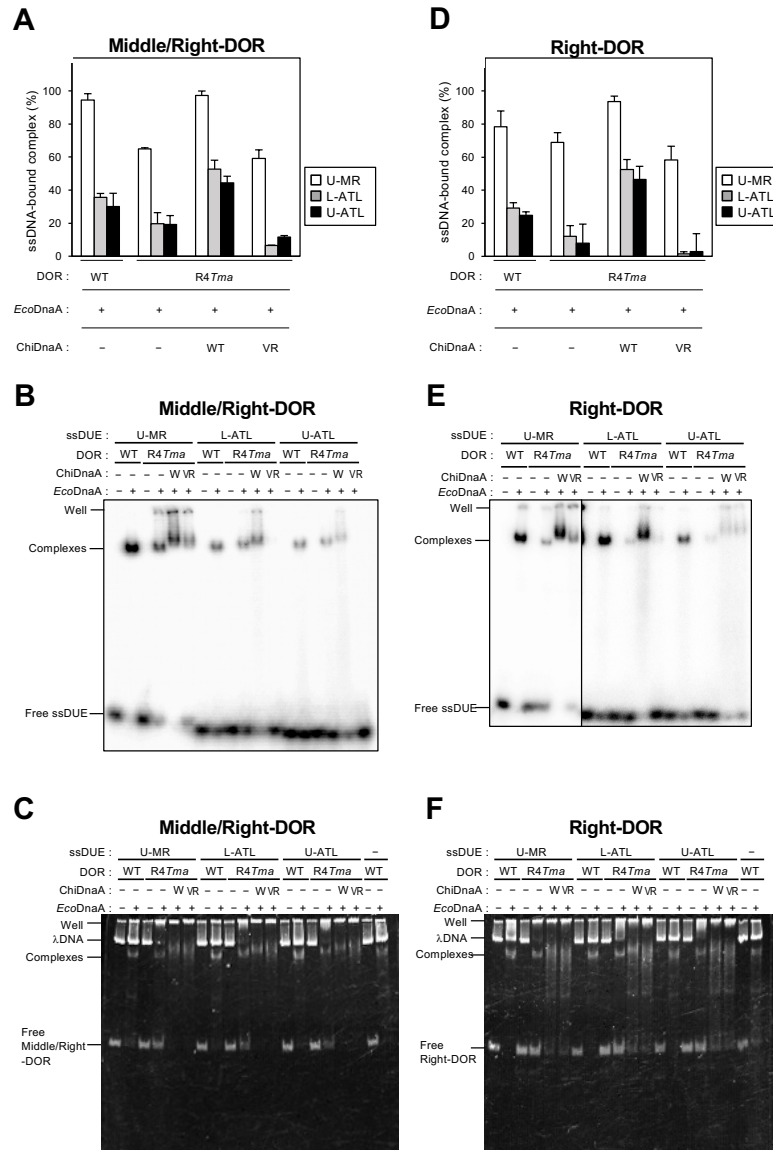 A
Middle/Right-DOR
ssDNA-bound complex (%)
100
80
60
40
20
0
U-MR
L-ATL
U-ATL
DOR : WT R4Tma
EcoDnaA : + + + +
ChiDnaA : – – WT VR
D
Right-DOR
ssDNA-bound complex (%)
100
80
60
40
20
0
U-MR
L-ATL
U-ATL
DOR : WT R4Tma
EcoDnaA : + + + +
ChiDnaA : – – WT VR
B
Middle/Right-DOR
ssDUE : U-MR L-ATL U-ATL
DOR : WT R4Tma WT R4Tma WT R4Tma
ChiDnaA : – – – – W VR – – – – W VR – – – – W VR
EcoDnaA : – + – + + + – + – + + + – + – + + +
Well
Complexes
Free ssDUE
E
Right-DOR
ssDUE : U-MR L-ATL U-ATL
DOR : WT R4Tma WT R4Tma WT R4Tma
ChiDnaA : – – – – W VR – – – – W VR – – – – W VR
EcoDnaA : – + – + + + – + – + + + – + – + + +
Well
Complexes
Free ssDUE
C
Middle/Right-DOR
ssDUE : U-MR L-ATL U-ATL –
DOR : WT R4Tma WT R4Tma WT R4Tma WT
ChiDnaA : – – – – W VR – – – – W VR – – – – W VR – –
EcoDnaA : – + – + + + – + – + + + – + – + + + – +
Well
λDNA
Complexes
Free
Middle/Right
-DOR
F
Right-DOR
ssDUE : U-MR L-ATL U-ATL –
DOR : WT R4Tma WT R4Tma WT R4Tma WT
ChiDnaA : – – – – W VR – – – – W VR – – – – W VR – –
EcoDnaA : – + – + + + – + – + + + – + – + + + – +
Well
λDNA
Complexes
Free
Right-DOR